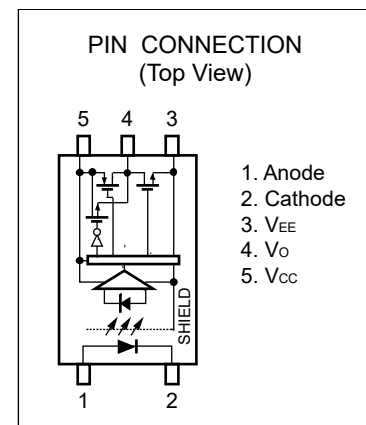 PIN CONNECTION
(Top View)
5 4 3
1. Anode
2. Cathode
3. VEE
4. VO
5. VCC
SHIELD
1 2